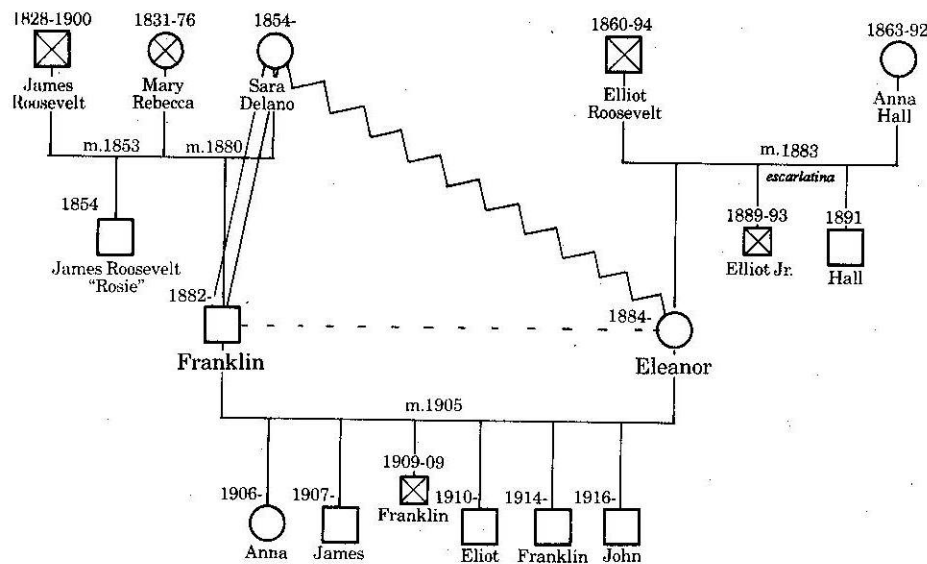 1828-1900 1831-76 1854- 1860-94 1863-92
James Roosevelt
Mary Rebecca
Sara Delano
Elliot Roosevelt
Anna Hall
m.1853 m.1880 m.1883
escarlatina
1854
1889-93
1891
James Roosevelt
"Rosie"
Elliot Jr.
Hall
1882-
1884-
Franklin
Eleanor
m.1905
1909-09
1906-
1907-
Franklin
1910-
1914-
1916-
Anna
James
Eliot
Franklin
John